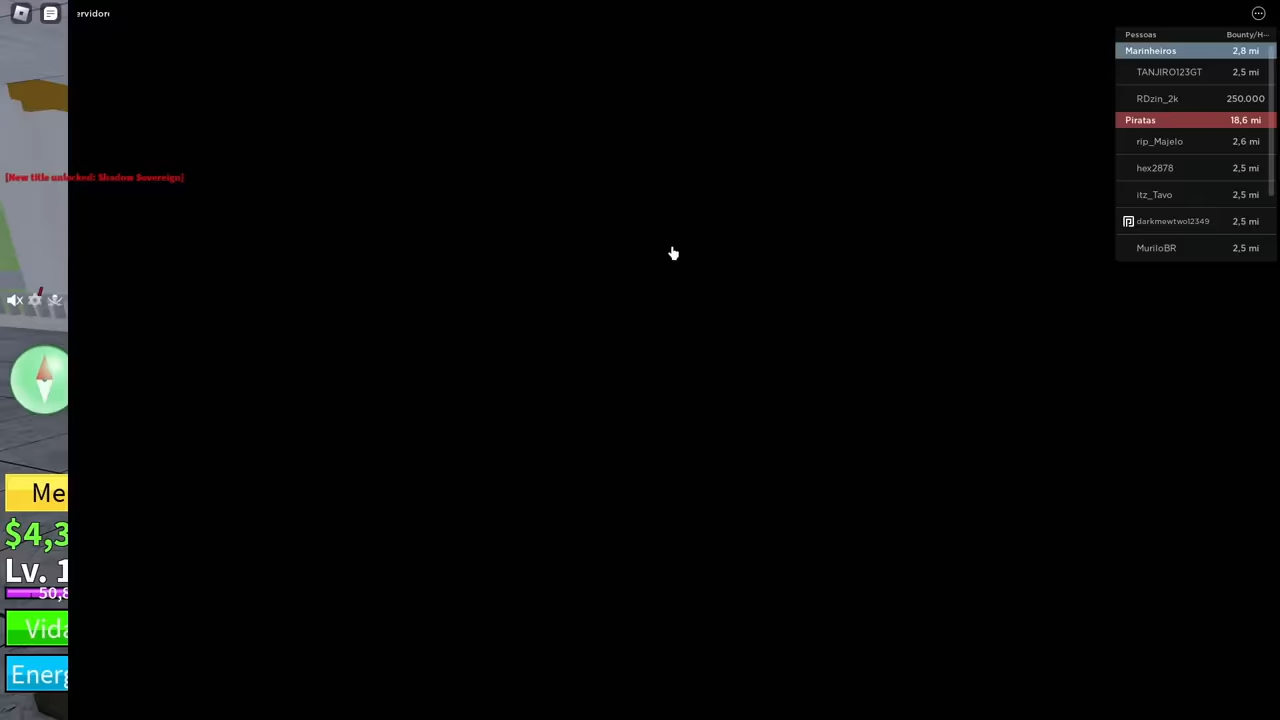 ervidor
Pessoas Bounty/H...
Marinheiros 2,8 mi
TANJIRO123GT 2,5 mi
RDzin_2k 250.000
Piratas 18,6 mi
rip_Majelo 2,6 mi
hex2878 2,5 mi
itz_Tavo 2,5 mi
darkmewtwo12349 2,5 mi
MuriloBR 2,5 mi
[New title unlocked: Shadow Sovereign]
Me
$4,3
Lv. 1
50,8
Vida
Energ